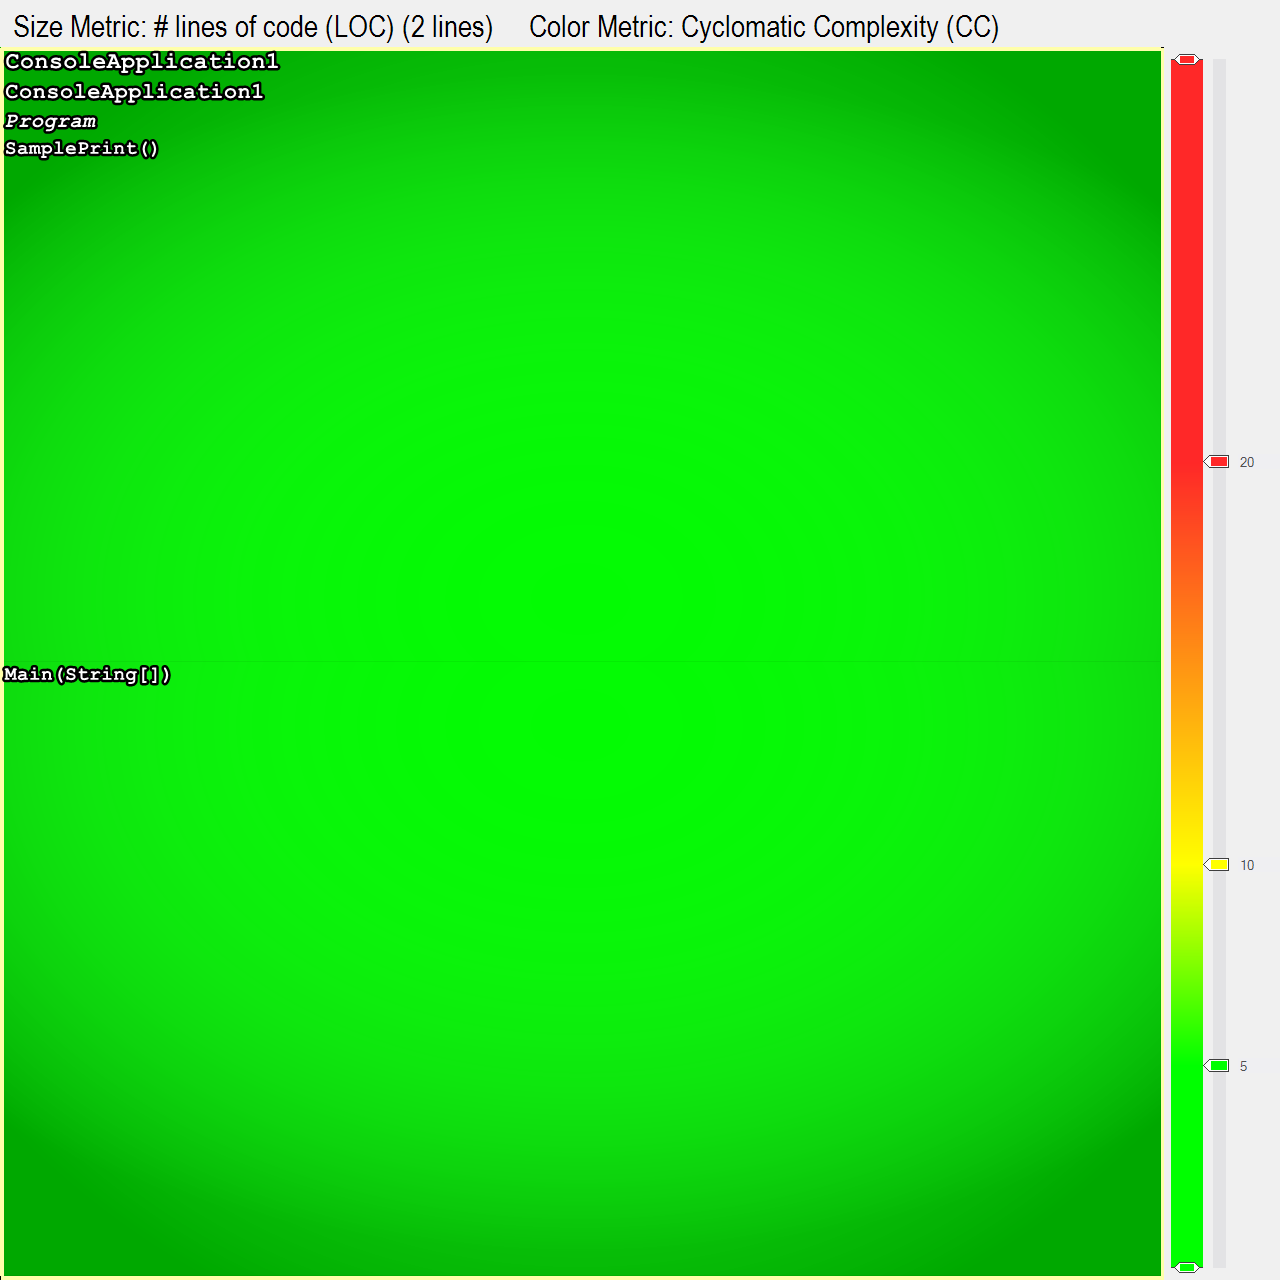 Size Metric: # lines of code (LOC) (2 lines) Color Metric: Cyclomatic Complexity (CC)
ConsoleApplication1
ConsoleApplication1
Program
SamplePrint()
20
Main(String[])
10
5